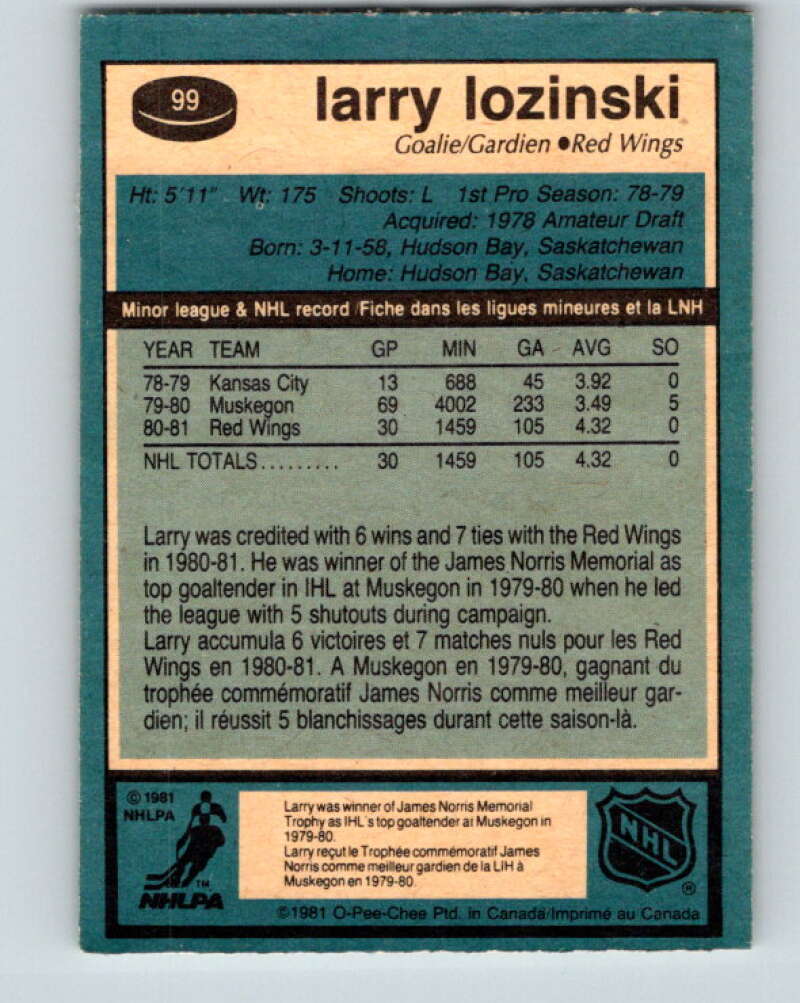 99
larry lozinski
Goalie/Gardien ●Red Wings
Ht: 5'11" Wt: 175 Shoots: L 1st Pro Season: 78-79
Acquired: 1978 Amateur Draft
Born: 3-11-58, Hudson Bay, Saskatchewan
Home: Hudson Bay, Saskatchewan
Minor league & NHL record/Fiche dans les ligues mineures et la LNH
YEAR TEAM GP MIN GA AVG SO
78-79 Kansas City 13 688 45 3.92 0
79-80 Muskegon 69 4002 233 3.49 5
80-81 Red Wings 30 1459 105 4.32 0
NHL TOTALS......... 30 1459 105 4.32 0
Larry was credited with 6 wins and 7 ties with the Red Wings
in 1980-81. He was winner of the James Norris Memorial as
top goaltender in IHL at Muskegon in 1979-80 when he led
the league with 5 shutouts during campaign.
Larry accumula 6 victoires et 7 matches nuls pour les Red
Wings en 1980-81. A Muskegon en 1979-80, gagnant du
trophée commémoratif James Norris comme meilleur gar-
dien; il réussit 5 blanchissages durant cette saison-là.
© 1981
NHLPA
TM
NHLPA
Larry was winner of James Norris Memorial
Trophy as IHL's top goaltender at Muskegon in
1979-80.
Larry reçut le Trophée commémoratif James
Norris comme meilleur gardien de la LIH à
Muskegon en 1979-80.
NHL
®
©1981 O-Pee-Chee Ptd. in Canada/Imprimé au Canada